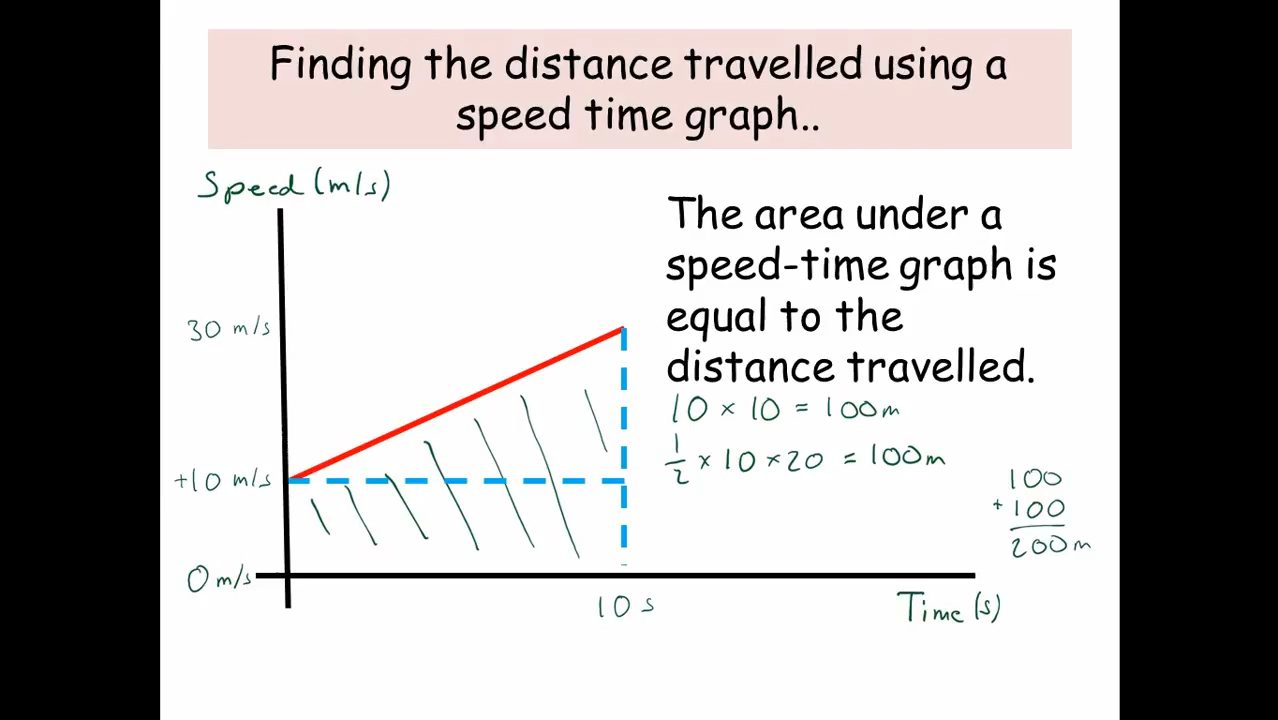 Finding the distance travelled using a
speed time graph..
Speed (m/s)
The area under a
speed-time graph is
equal to the
distance travelled.
30 m/s
10 × 10 = 100m
1/2 × 10 × 20 = 100m
+10 m/s
100
+ 100
200m
0 m/s
10 s
Time (s)